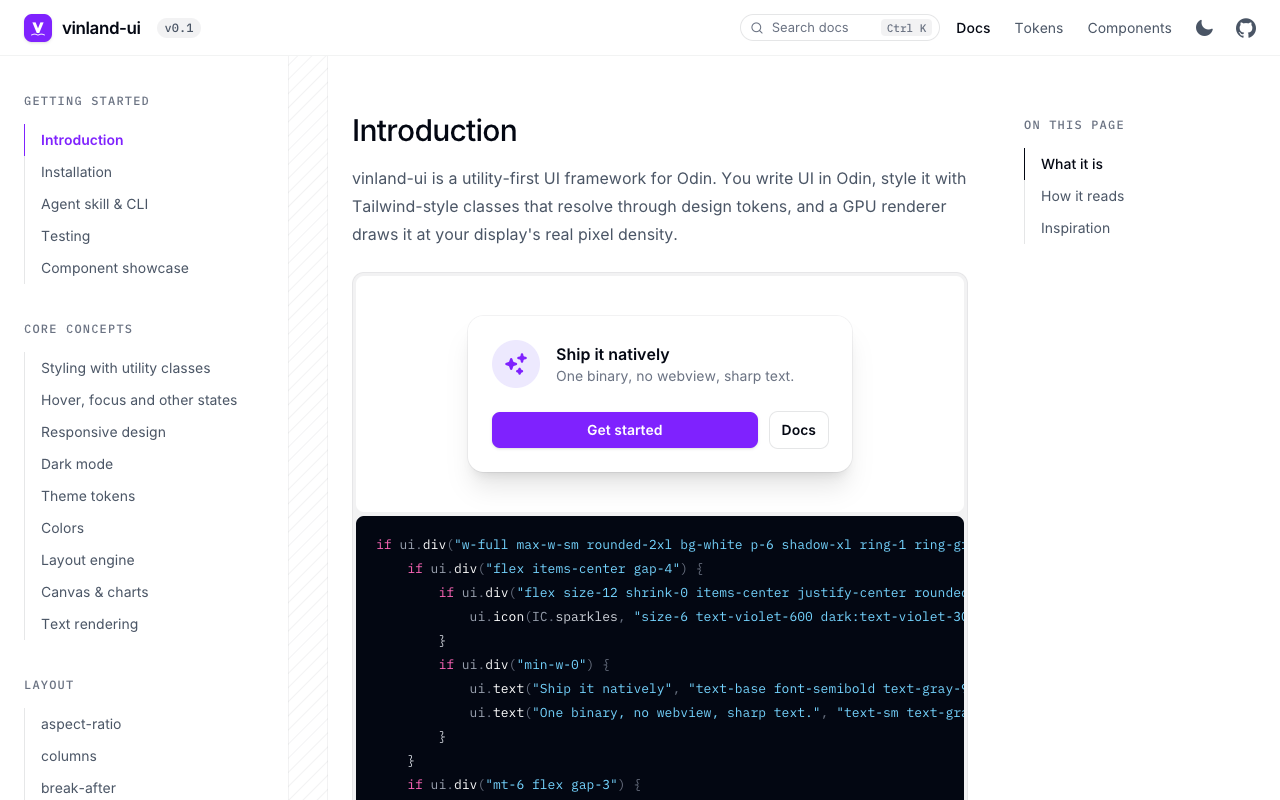 vinland-ui v0.1
Search docs Ctrl K Docs Tokens Components
GETTING STARTED
Introduction
Installation
Agent skill & CLI
Testing
Component showcase
CORE CONCEPTS
Styling with utility classes
Hover, focus and other states
Responsive design
Dark mode
Theme tokens
Colors
Layout engine
Canvas & charts
Text rendering
LAYOUT
aspect-ratio
columns
break-after
Introduction
vinland-ui is a utility-first UI framework for Odin. You write UI in Odin, style it with
Tailwind-style classes that resolve through design tokens, and a GPU renderer
draws it at your display's real pixel density.
Ship it natively
One binary, no webview, sharp text.
Get started Docs
if ui.div("w-full max-w-sm rounded-2xl bg-white p-6 shadow-xl ring-1
if ui.div("flex items-center gap-4") {
if ui.div("flex size-12 shrink-0 items-center justify-center
ui.icon(IC.sparkles, "size-6 text-violet-600
}
if ui.div("min-w-0") {
ui.text("Ship it natively", "text-base font-semibold
ui.text("One binary, no webview, sharp text.", "text-sm
}
}
if ui.div("mt-6 flex gap-3") {
ON THIS PAGE
What it is
How it reads
Inspiration